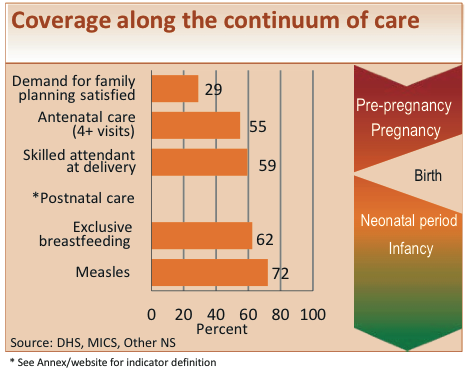 Coverage along the continuum of care
Demand for family
planning satisfied
29
Antenatal care
(4+ visits)
55
Skilled attendant
at delivery
59
*Postnatal care
Exclusive
breastfeeding
62
Measles
72
0 20 40 60 80 100
Percent
Pre-pregnancy
Pregnancy
Birth
Neonatal period
Infancy
Source: DHS, MICS, Other NS
* See Annex/website for indicator definition